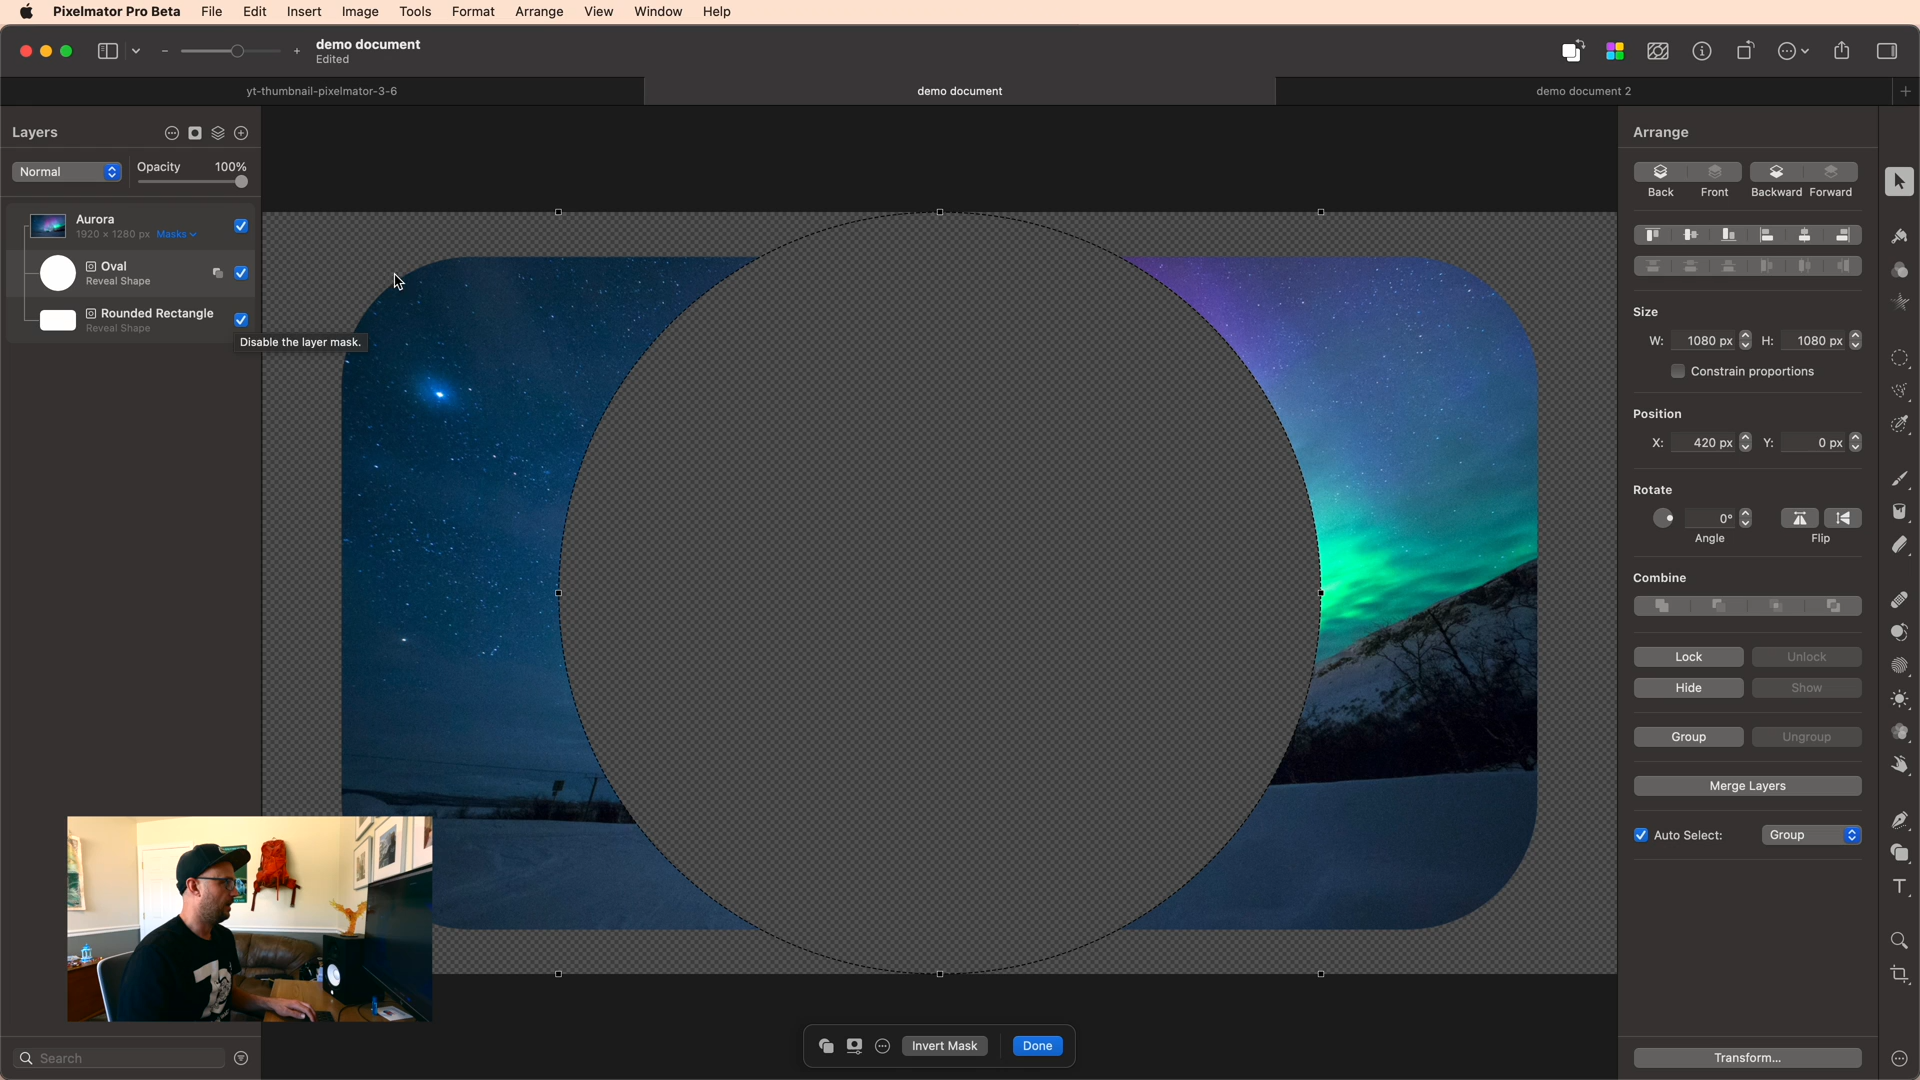 Pixelmator Pro Beta File Edit Insert Image Tools Format Arrange View Window Help
demo document
Edited
yt-thumbnail-pixelmator-3-6
demo document
demo document 2
Layers
Normal
Opacity 100%
Aurora
1920 × 1280 px Masks
Oval
Reveal Shape
Rounded Rectangle
Reveal Shape
Disable the layer mask.
Search
Invert Mask
Done
Arrange
Back Front Backward Forward
Size
W: 1080 px H: 1080 px
Constrain proportions
Position
X: 420 px Y: 0 px
Rotate
0°
Angle Flip
Combine
Lock Unlock
Hide Show
Group Ungroup
Merge Layers
Auto Select: Group
Transform...